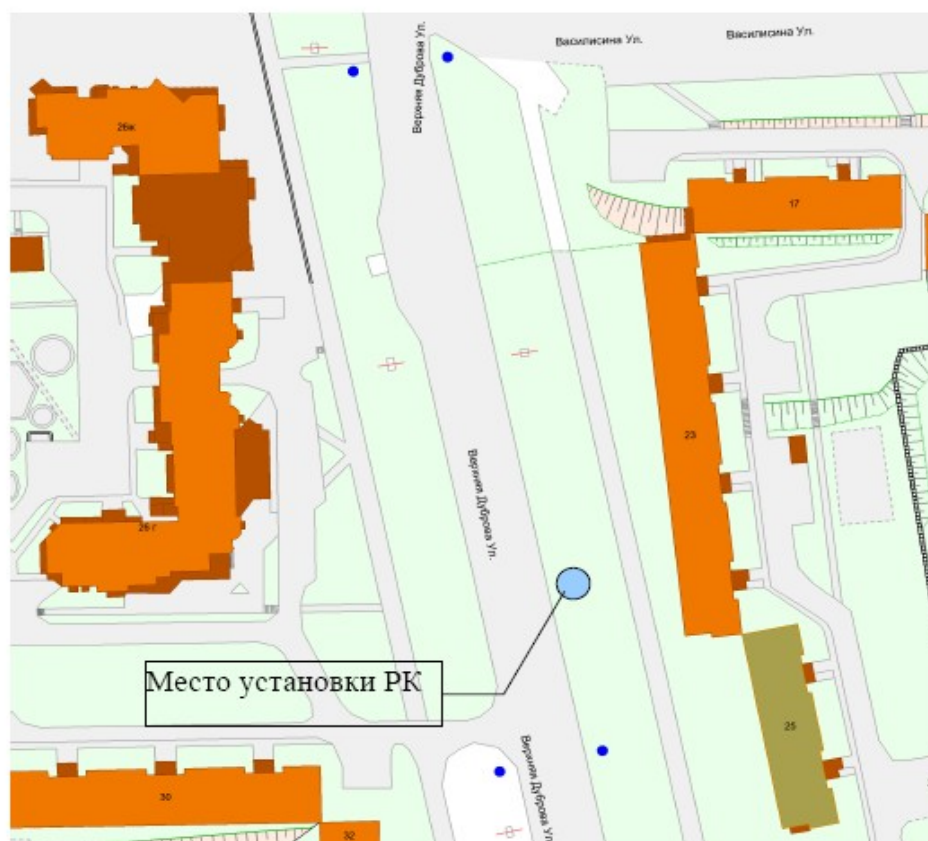 Василисина Ул.
Василисина Ул.
Верхняя Дуброва Ул.
26к
17
23
Верхняя Дуброва Ул.
26 г
Место установки РК
25
Верхняя Дуброва Ул.
30
32